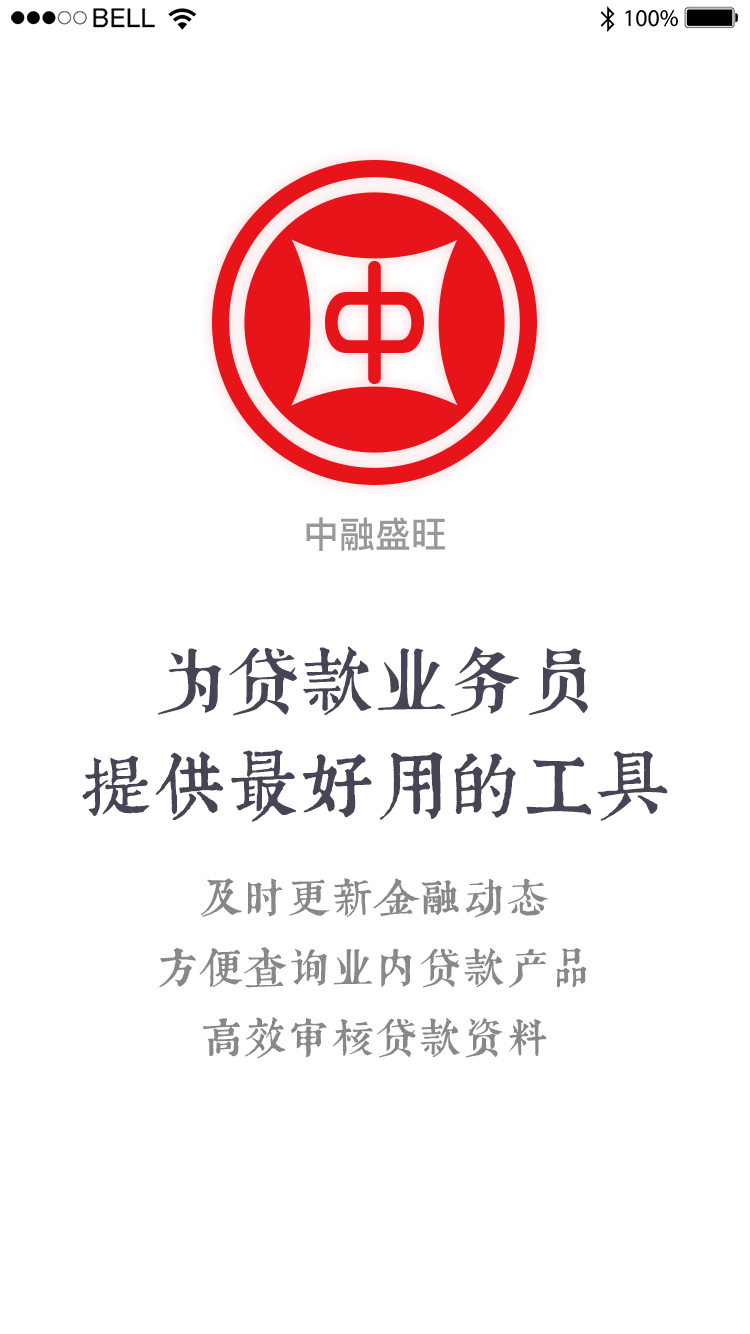 BELL 100%
中
中融盛旺
为贷款业务员
提供最好用的工具
及时更新金融动态
方便查询业内贷款产品
高效审核贷款资料